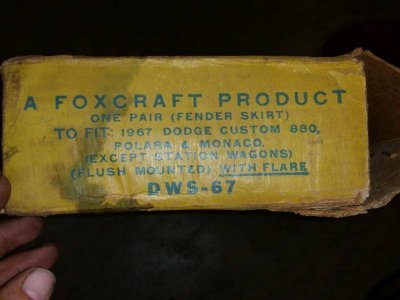 A FOXCRAFT PRODUCT
ONE PAIR (FENDER SKIRT)
TO FIT: 1967 DODGE CUSTOM 880,
POLARA & MONACO.
(EXCEPT STATION WAGONS)
(FLUSH MOUNTED) WITH FLARE
DWS-67